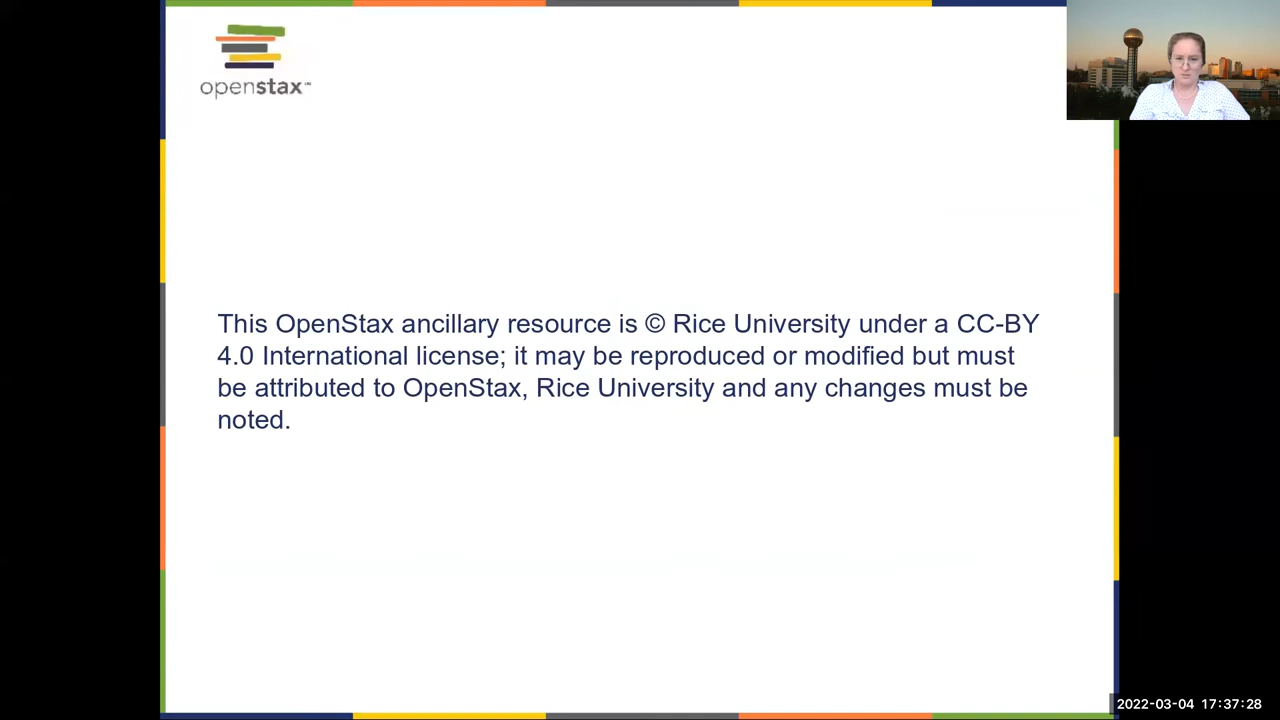 openstax™
This OpenStax ancillary resource is © Rice University under a CC-BY
4.0 International license; it may be reproduced or modified but must
be attributed to OpenStax, Rice University and any changes must be
noted.
2022-03-04 17:37:28